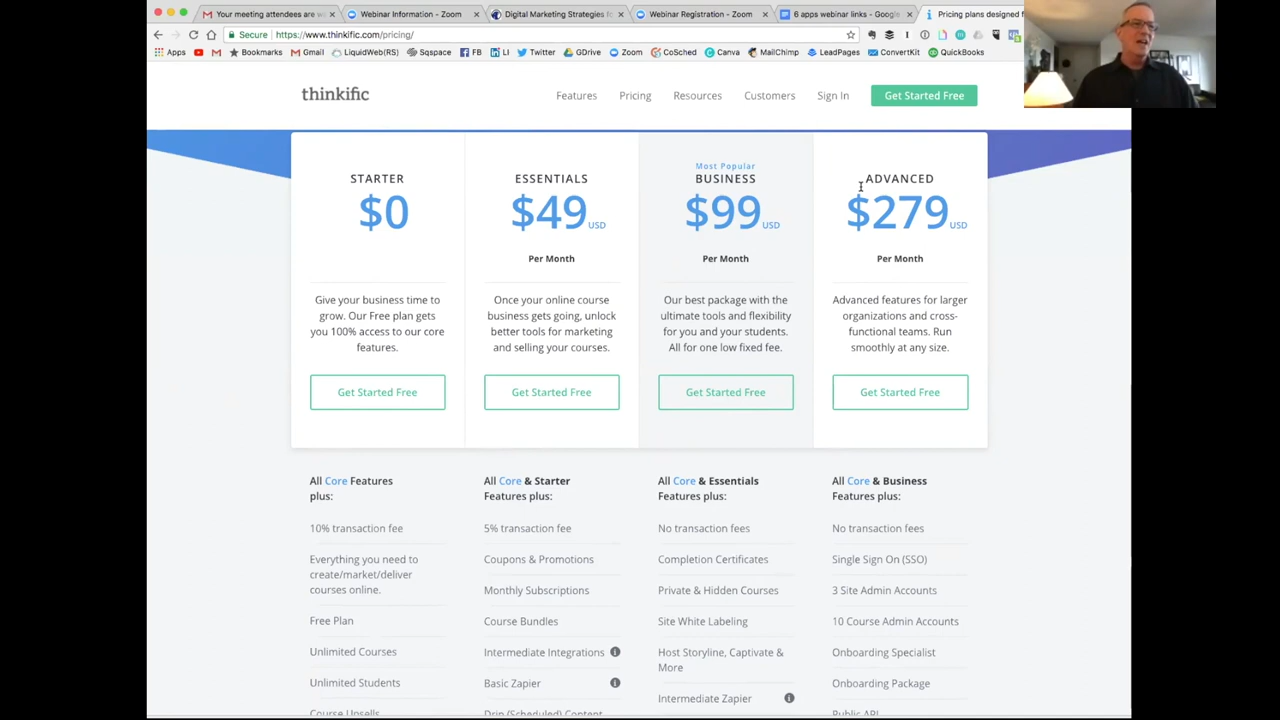 Your meeting attendees are w
Webinar Information - Zoom
Digital Marketing Strategies fo
Webinar Registration - Zoom
6 apps webinar links - Google
Pricing plans designed f
Secure
https://www.thinkific.com/pricing/
Apps
Bookmarks
Gmail
LiquidWeb(RS)
Sqspace
FB
LI
Twitter
GDrive
Zoom
CoSched
Canva
MailChimp
LeadPages
ConvertKit
QuickBooks
thinkific
Features
Pricing
Resources
Customers
Sign In
Get Started Free
STARTER
$0
Give your business time to
grow. Our Free plan gets
you 100% access to our core
features.
Get Started Free
ESSENTIALS
$49 USD
Per Month
Once your online course
business gets going, unlock
better tools for marketing
and selling your courses.
Get Started Free
Most Popular
BUSINESS
$99 USD
Per Month
Our best package with the
ultimate tools and flexibility
for you and your students.
All for one low fixed fee.
Get Started Free
ADVANCED
$279 USD
Per Month
Advanced features for larger
organizations and cross-
functional teams. Run
smoothly at any size.
Get Started Free
All Core Features
plus:
10% transaction fee
Everything you need to
create/market/deliver
courses online.
Free Plan
Unlimited Courses
Unlimited Students
Course Upsells
All Core & Starter
Features plus:
5% transaction fee
Coupons & Promotions
Monthly Subscriptions
Course Bundles
Intermediate Integrations
Basic Zapier
Drip (Scheduled) Content
All Core & Essentials
Features plus:
No transaction fees
Completion Certificates
Private & Hidden Courses
Site White Labeling
Host Storyline, Captivate &
More
Intermediate Zapier
All Core & Business
Features plus:
No transaction fees
Single Sign On (SSO)
3 Site Admin Accounts
10 Course Admin Accounts
Onboarding Specialist
Onboarding Package
Public API